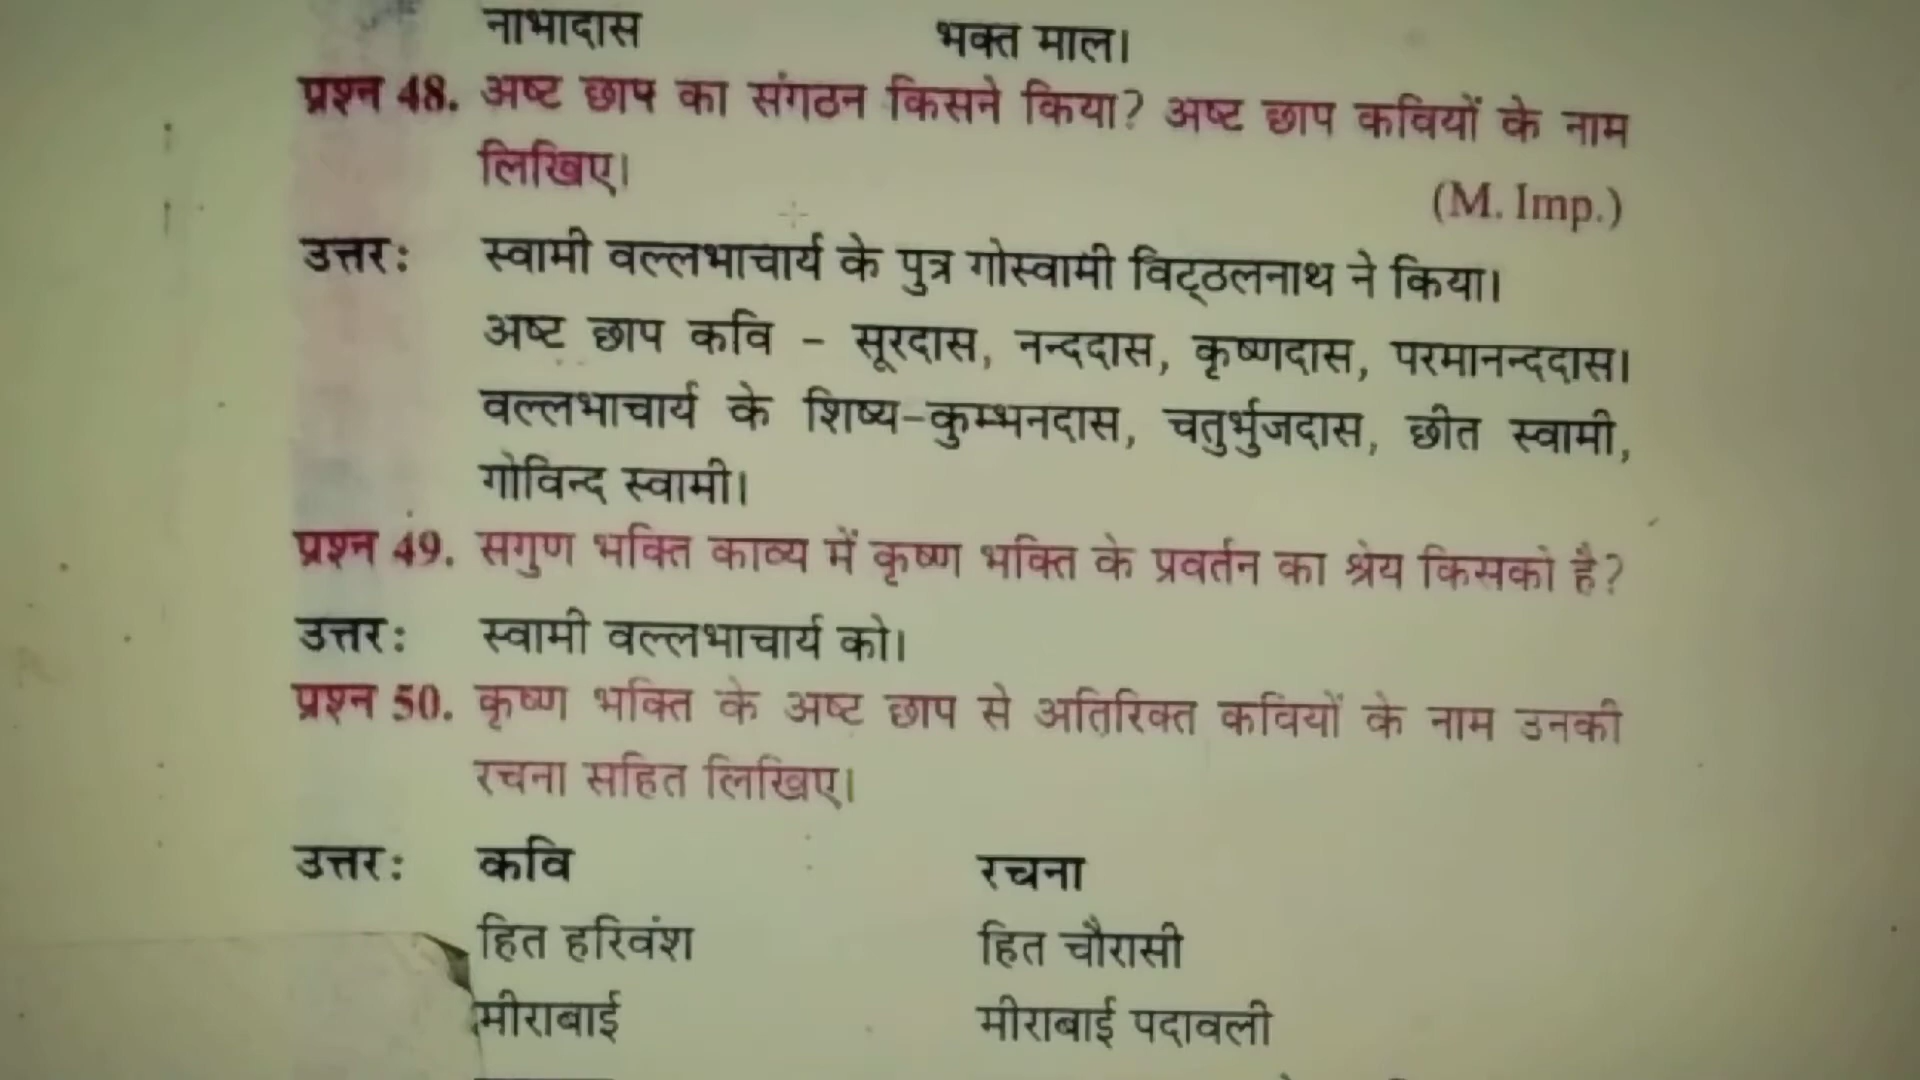 नाभादास भक्त माल।
प्रश्न 48. अष्ट छाप का संगठन किसने किया? अष्ट छाप कवियों के नाम
लिखिए।
(M. Imp.)
उत्तर: स्वामी वल्लभाचार्य के पुत्र गोस्वामी विट्ठलनाथ ने किया।
अष्ट छाप कवि - सूरदास, नन्ददास, कृष्णदास, परमानन्ददास।
वल्लभाचार्य के शिष्य-कुम्भनदास, चतुर्भुजदास, छीत स्वामी,
गोविन्द स्वामी।
प्रश्न 49. सगुण भक्ति काव्य में कृष्ण भक्ति के प्रवर्तन का श्रेय किसको है?
उत्तर: स्वामी वल्लभाचार्य को।
प्रश्न 50. कृष्ण भक्ति के अष्ट छाप से अतिरिक्त कवियों के नाम उनकी
रचना सहित लिखिए।
उत्तर: कवि रचना
हित हरिवंश हित चौरासी
मीराबाई मीराबाई पदावली